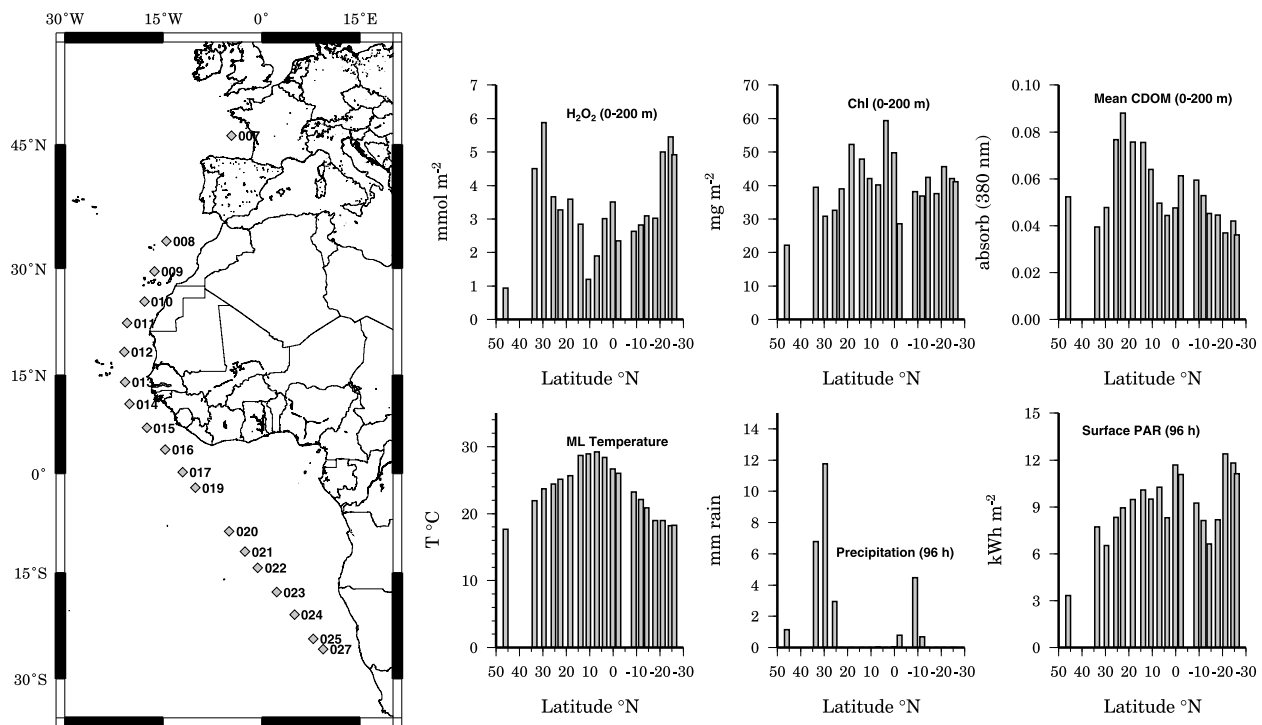 30°W 15°W 0° 15°E
45°N
30°N
15°N
0°
15°S
30°S
007
008
009
010
011
012
013
014
015
016
017
019
020
021
022
023
024
025
027
H₂O₂ (0-200 m)
mmol m⁻²
7
6
5
4
3
2
1
0
50 40 30 20 10 0 -10 -20 -30
Latitude °N
Chl (0-200 m)
mg m⁻²
70
60
50
40
30
20
10
0
50 40 30 20 10 0 -10 -20 -30
Latitude °N
Mean CDOM (0-200 m)
absorb (380 nm)
0.10
0.08
0.06
0.04
0.02
0.00
50 40 30 20 10 0 -10 -20 -30
Latitude °N
ML Temperature
T °C
30
20
10
0
50 40 30 20 10 0 -10 -20 -30
Latitude °N
Precipitation (96 h)
mm rain
14
12
10
8
6
4
2
0
50 40 30 20 10 0 -10 -20 -30
Latitude °N
Surface PAR (96 h)
kWh m⁻²
15
12
9
6
3
0
50 40 30 20 10 0 -10 -20 -30
Latitude °N